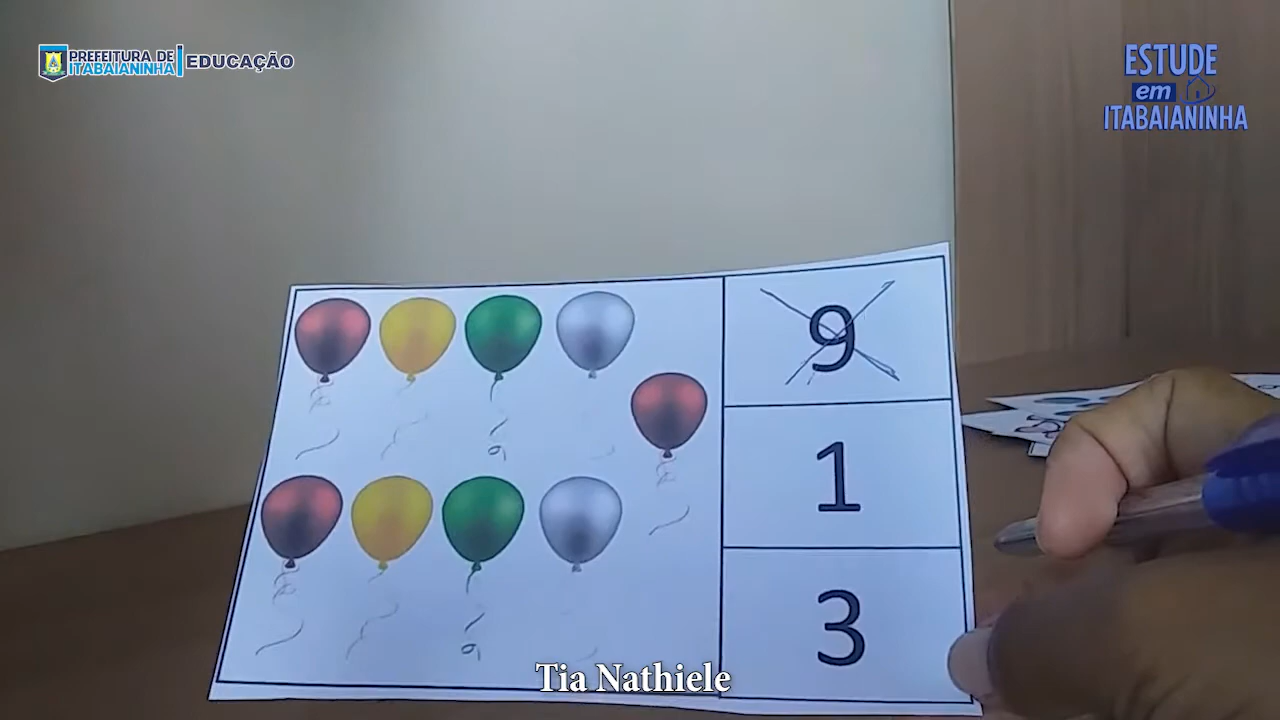 PREFEITURA DE
ITABAIANINHA
EDUCAÇÃO
ESTUDE
em
ITABAIANINHA
9
1
3
Tia Nathiele